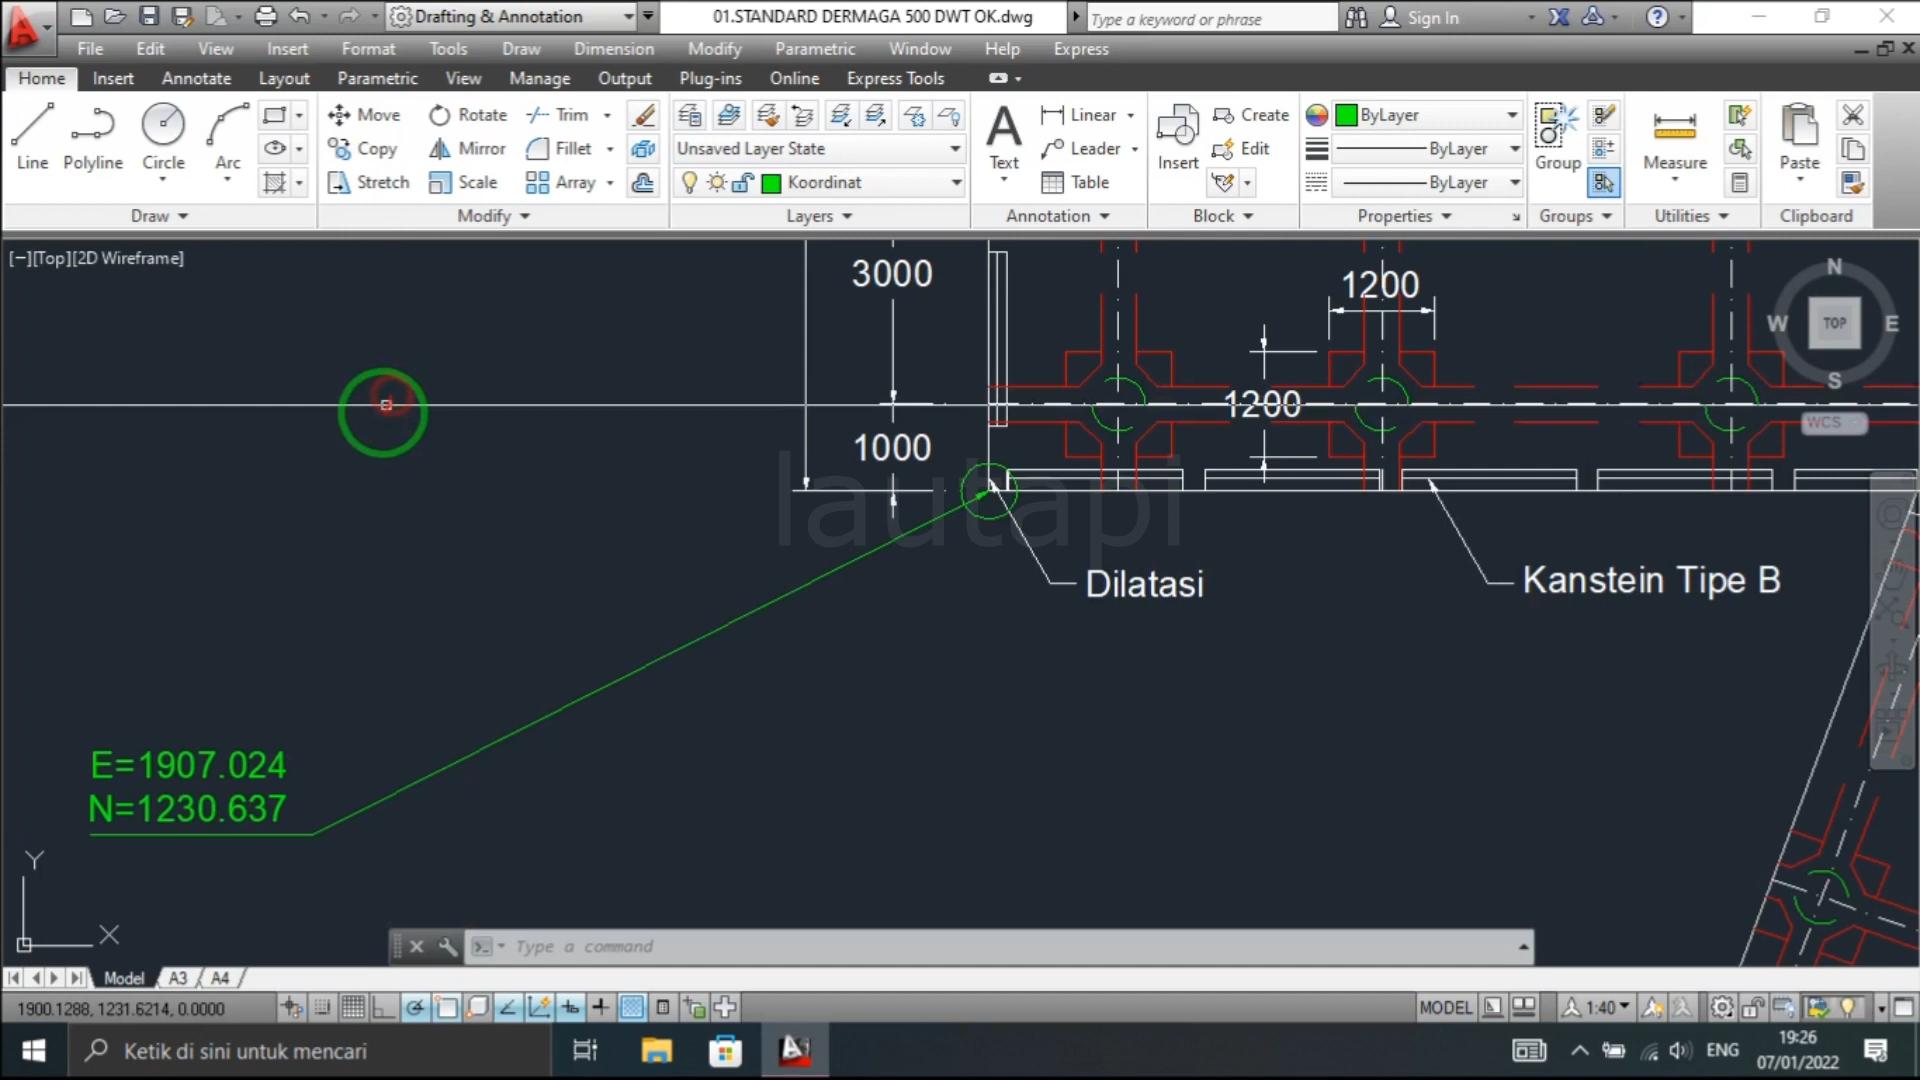 Drafting & Annotation
01.STANDARD DERMAGA 500 DWT OK.dwg
Type a keyword or phrase
Sign In
File Edit View Insert Format Tools Draw Dimension Modify Parametric Window Help Express
Home Insert Annotate Layout Parametric View Manage Output Plug-ins Online Express Tools
Line Polyline Circle Arc
Move Rotate Trim
Copy Mirror Fillet
Stretch Scale Array
Unsaved Layer State
Koordinat
Text
Linear
Leader
Table
Insert
Create
Edit
ByLayer
ByLayer
ByLayer
Group
Measure
Paste
Draw Modify Layers Annotation Block Properties Groups Utilities Clipboard
[−][Top][2D Wireframe]
3000
1200
1200
1000
N
W TOP E
S
WCS
lautapi
Dilatasi
Kanstein Tipe B
E=1907.024
N=1230.637
Y
X
Type a command
Model A3 A4
1900.1288, 1231.6214, 0.0000
MODEL
1:40
Ketik di sini untuk mencari
ENG
19:26
07/01/2022